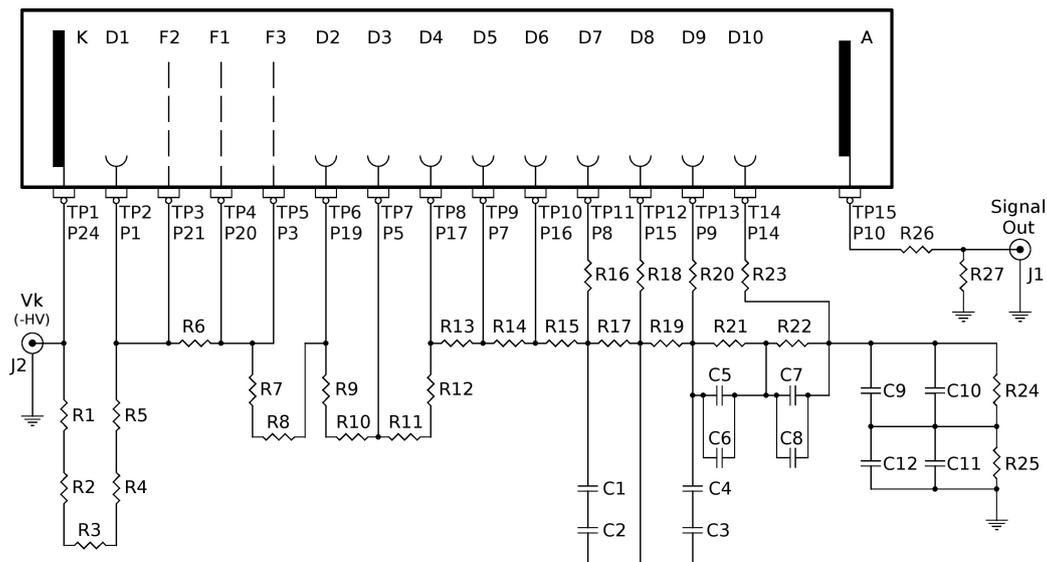 K D1 F2 F1 F3 D2 D3 D4 D5 D6 D7 D8 D9 D10 A
TP1 TP2 TP3 TP4 TP5 TP6 TP7 TP8 TP9 TP10 TP11 TP12 TP13 T14 TP15
P24 P1 P21 P20 P3 P19 P5 P17 P7 P16 P8 P15 P9 P14 P10
R26
Signal
Out
J1
R27
R16 R18 R20 R23
Vk
(-HV)
J2
R6 R13 R14 R15 R17 R19 R21 R22
R7 R9 R12
C5 C7 C9 C10 R24
R1 R5 R8 R10 R11
C6 C8 C12 C11 R25
R2 R4 C1 C4
R3 C2 C3